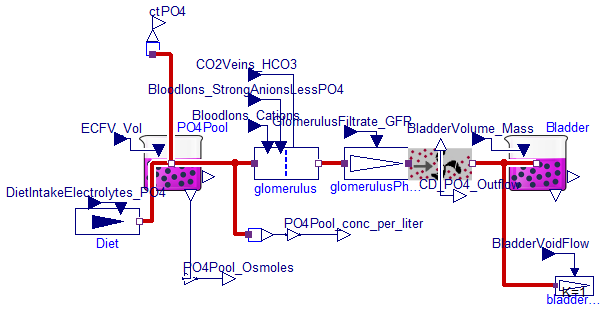 ctPO4
CO2Veins_HCO3
BloodIons_StrongAnionsLessPO4
BloodIons_Cations
GlomerulusFiltrate_GFR
ECFV_Vol
PO4Pool
BladderVolume_Mass
Bladder
DietIntakeElectrolytes_PO4
glomerulus
glomerulusPh...
CD_PO4_Outflow
Diet
PO4Pool_conc_per_liter
BladderVoidFlow
PO4Pool_Osmoles
K=1
bladder...